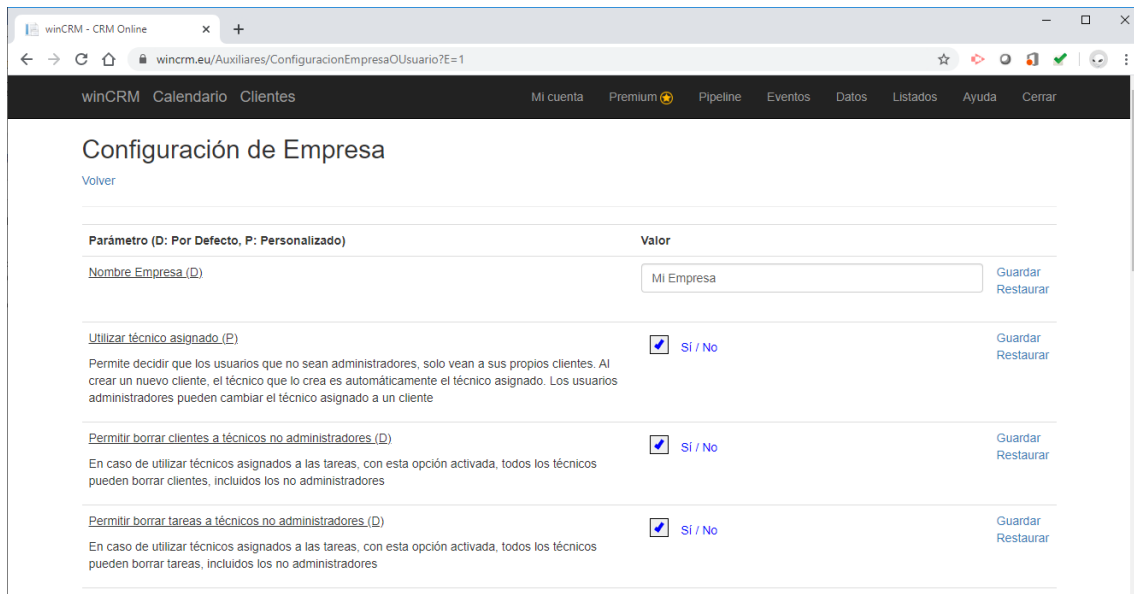 winCRM - CRM Online
wincrm.eu/Auxiliares/ConfiguracionEmpresaOUsuario?E=1
winCRM Calendario Clientes Mi cuenta Premium Pipeline Eventos Datos Listados Ayuda Cerrar
Configuración de Empresa
Volver
Parámetro (D: Por Defecto, P: Personalizado) Valor
Nombre Empresa (D) Mi Empresa Guardar
Restaurar
Utilizar técnico asignado (P) Sí / No Guardar
Restaurar
Permite decidir que los usuarios que no sean administradores, solo vean a sus propios clientes. Al
crear un nuevo cliente, el técnico que lo crea es automáticamente el técnico asignado. Los usuarios
administradores pueden cambiar el técnico asignado a un cliente
Permitir borrar clientes a técnicos no administradores (D) Sí / No Guardar
Restaurar
En caso de utilizar técnicos asignados a las tareas, con esta opción activada, todos los técnicos
pueden borrar clientes, incluidos los no administradores
Permitir borrar tareas a técnicos no administradores (D) Sí / No Guardar
Restaurar
En caso de utilizar técnicos asignados a las tareas, con esta opción activada, todos los técnicos
pueden borrar tareas, incluidos los no administradores